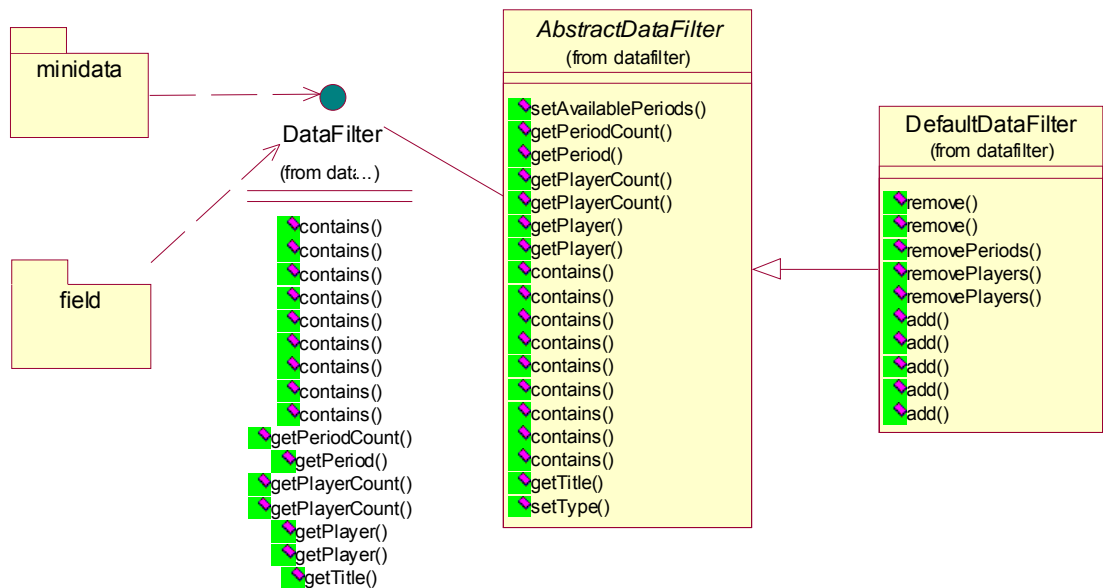 minidata
field
DataFilter
(from data...)
contains()
contains()
contains()
contains()
contains()
contains()
contains()
contains()
contains()
getPeriodCount()
getPeriod()
getPlayerCount()
getPlayerCount()
getPlayer()
getPlayer()
getTitle()
AbstractDataFilter
(from datafilter)
setAvailablePeriods()
getPeriodCount()
getPeriod()
getPlayerCount()
getPlayerCount()
getPlayer()
getPlayer()
contains()
contains()
contains()
contains()
contains()
contains()
contains()
contains()
contains()
getTitle()
setType()
DefaultDataFilter
(from datafilter)
remove()
remove()
removePeriods()
removePlayers()
removePlayers()
add()
add()
add()
add()
add()